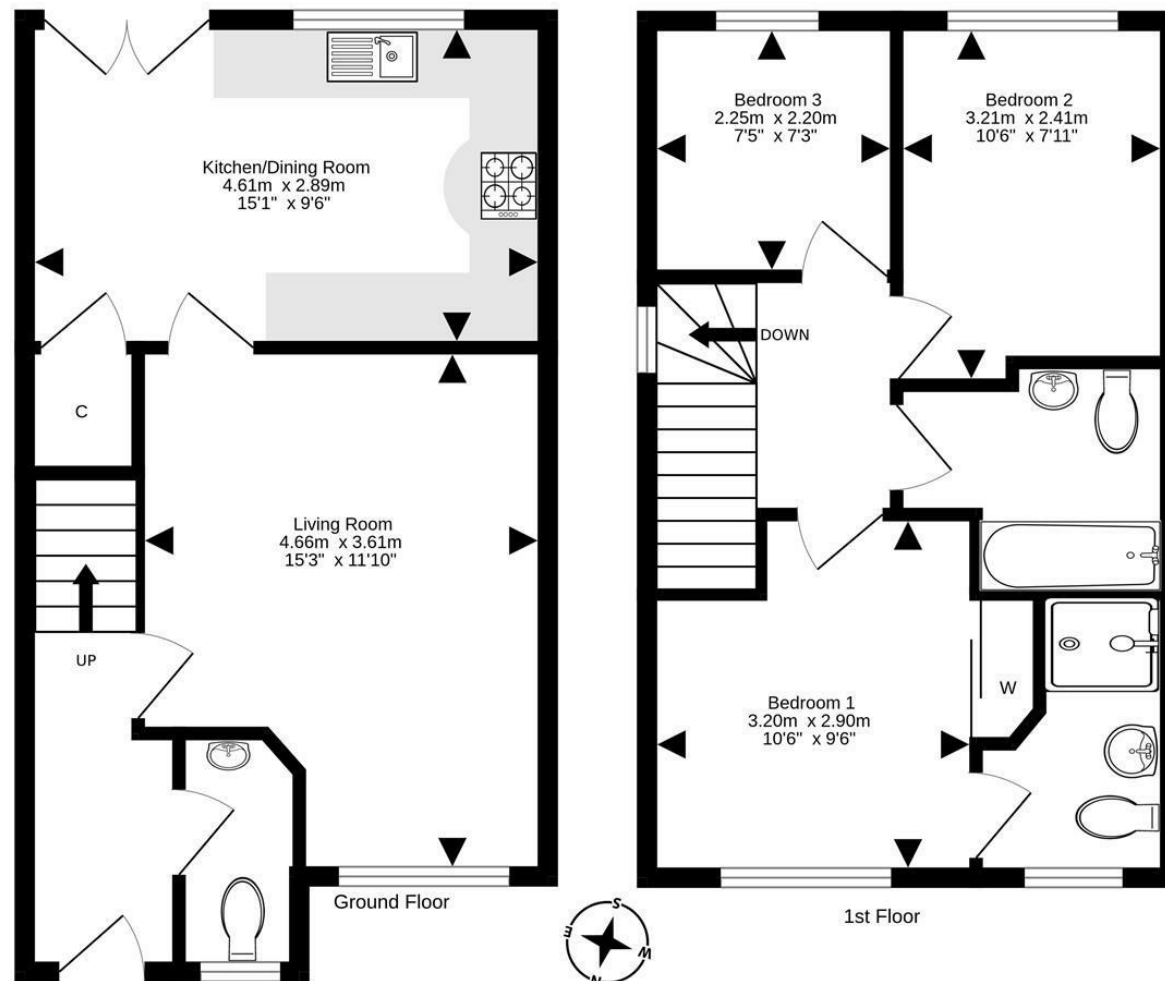 Kitchen/Dining Room
4.61m x 2.89m
15'1" x 9'6"
C
Living Room
4.66m x 3.61m
15'3" x 11'10"
UP
Ground Floor
Bedroom 3
2.25m x 2.20m
7'5" x 7'3"
Bedroom 2
3.21m x 2.41m
10'6" x 7'11"
DOWN
Bedroom 1
3.20m x 2.90m
10'6" x 9'6"
W
1st Floor
S
E
W
N